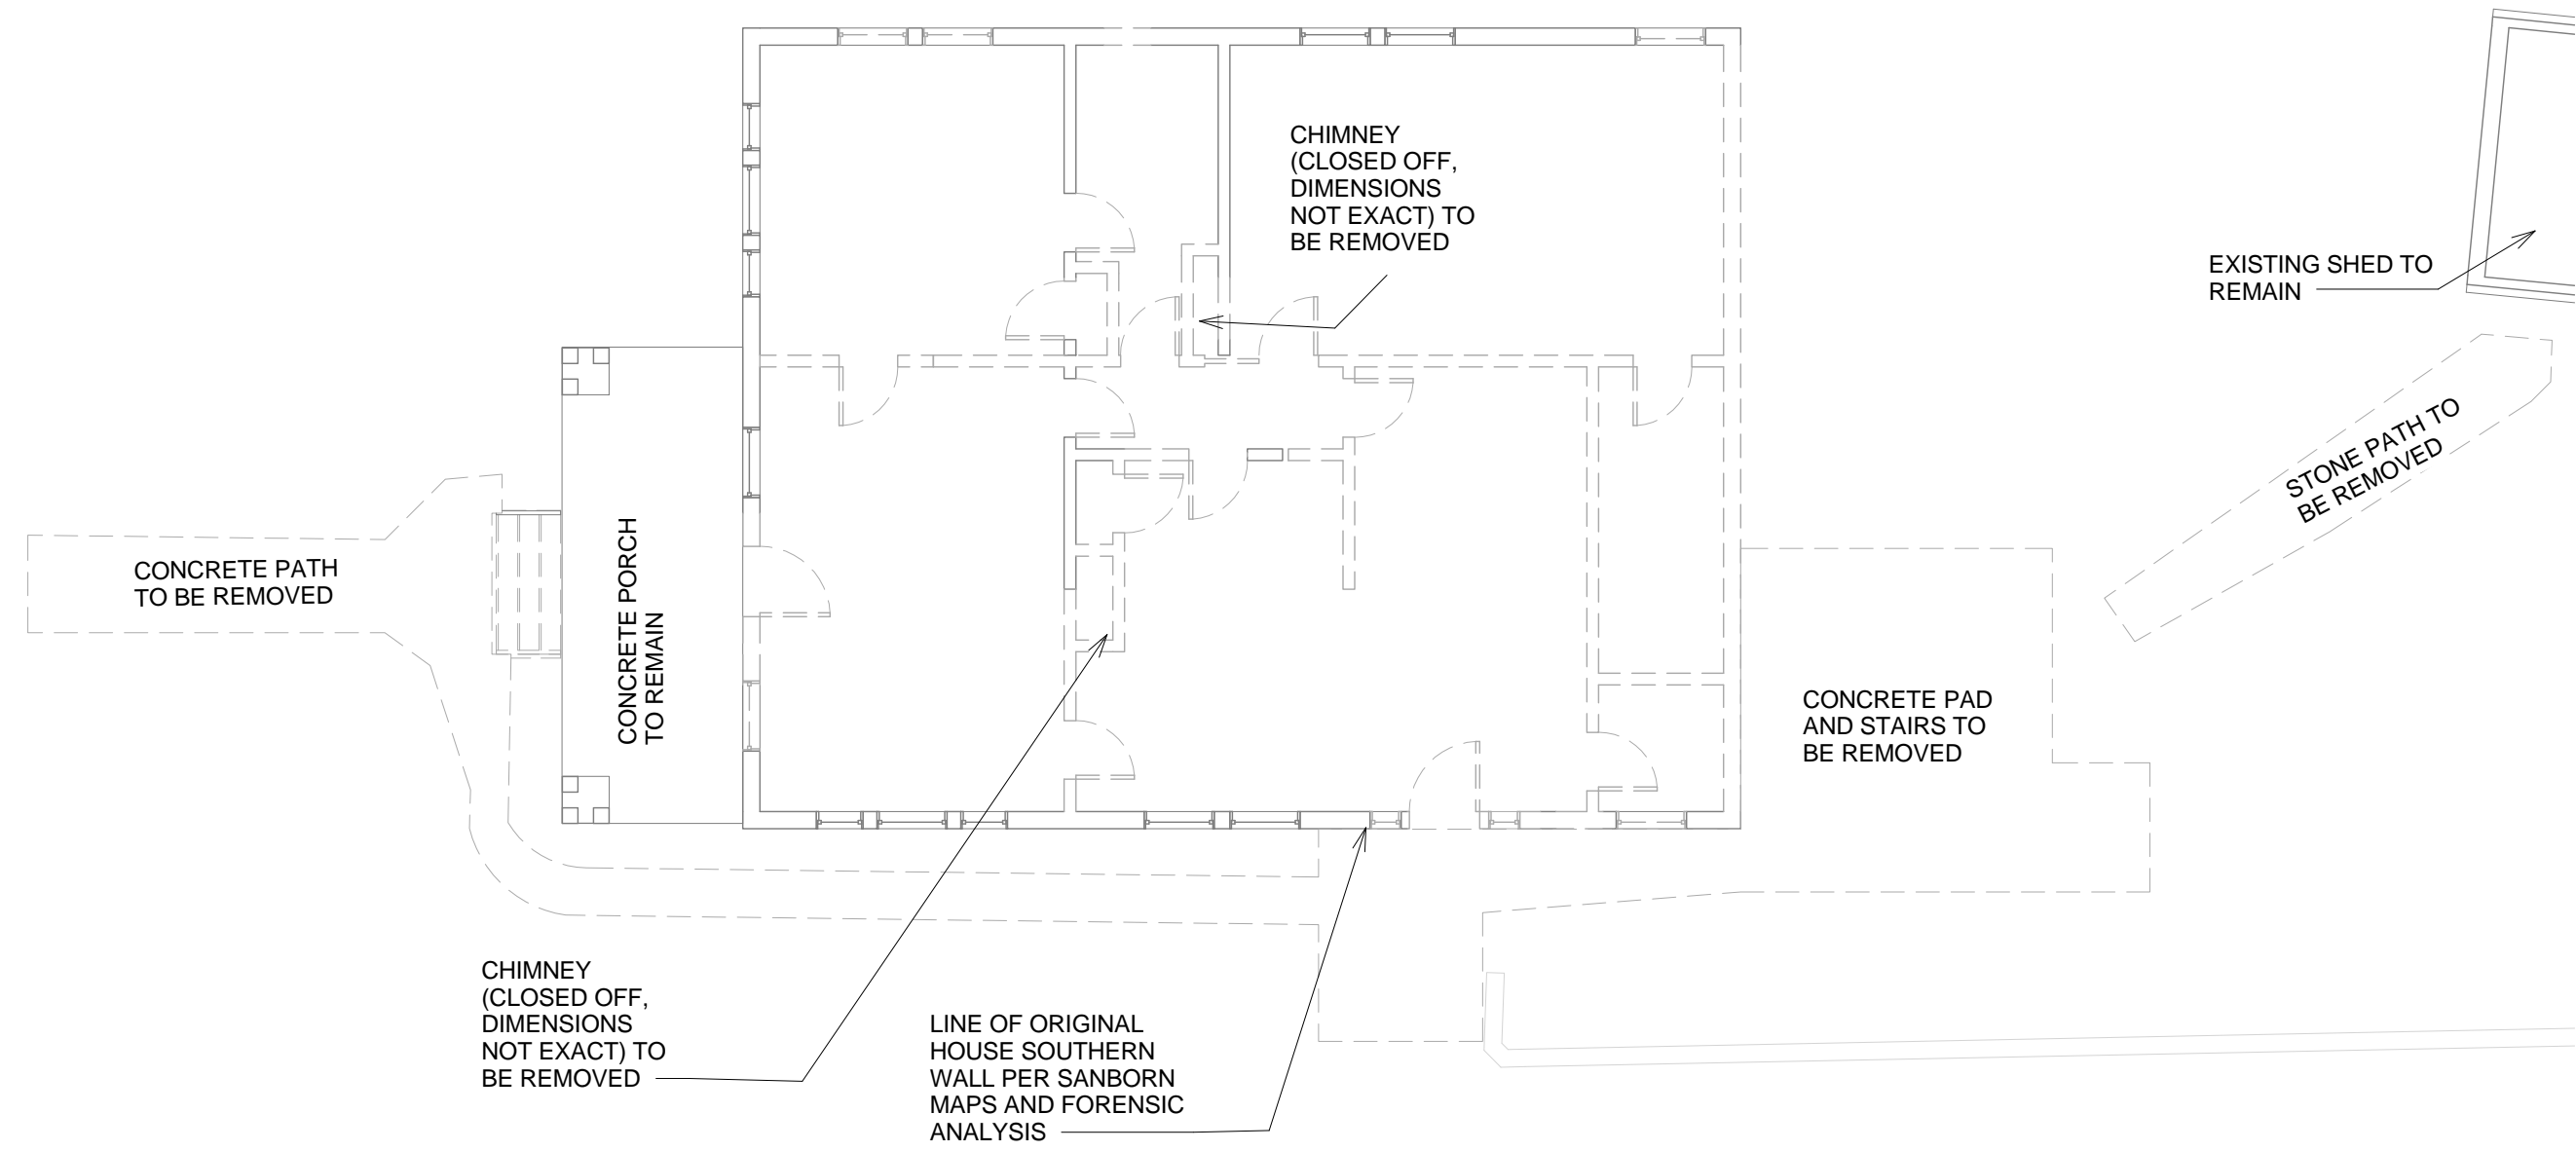 CHIMNEY
(CLOSED OFF,
DIMENSIONS
NOT EXACT) TO
BE REMOVED
EXISTING SHED TO
REMAIN
STONE PATH TO
BE REMOVED
CONCRETE PATH
TO BE REMOVED
CONCRETE PORCH
TO REMAIN
CONCRETE PAD
AND STAIRS TO
BE REMOVED
CHIMNEY
(CLOSED OFF,
DIMENSIONS
NOT EXACT) TO
BE REMOVED
LINE OF ORIGINAL
HOUSE SOUTHERN
WALL PER SANBORN
MAPS AND FORENSIC
ANALYSIS